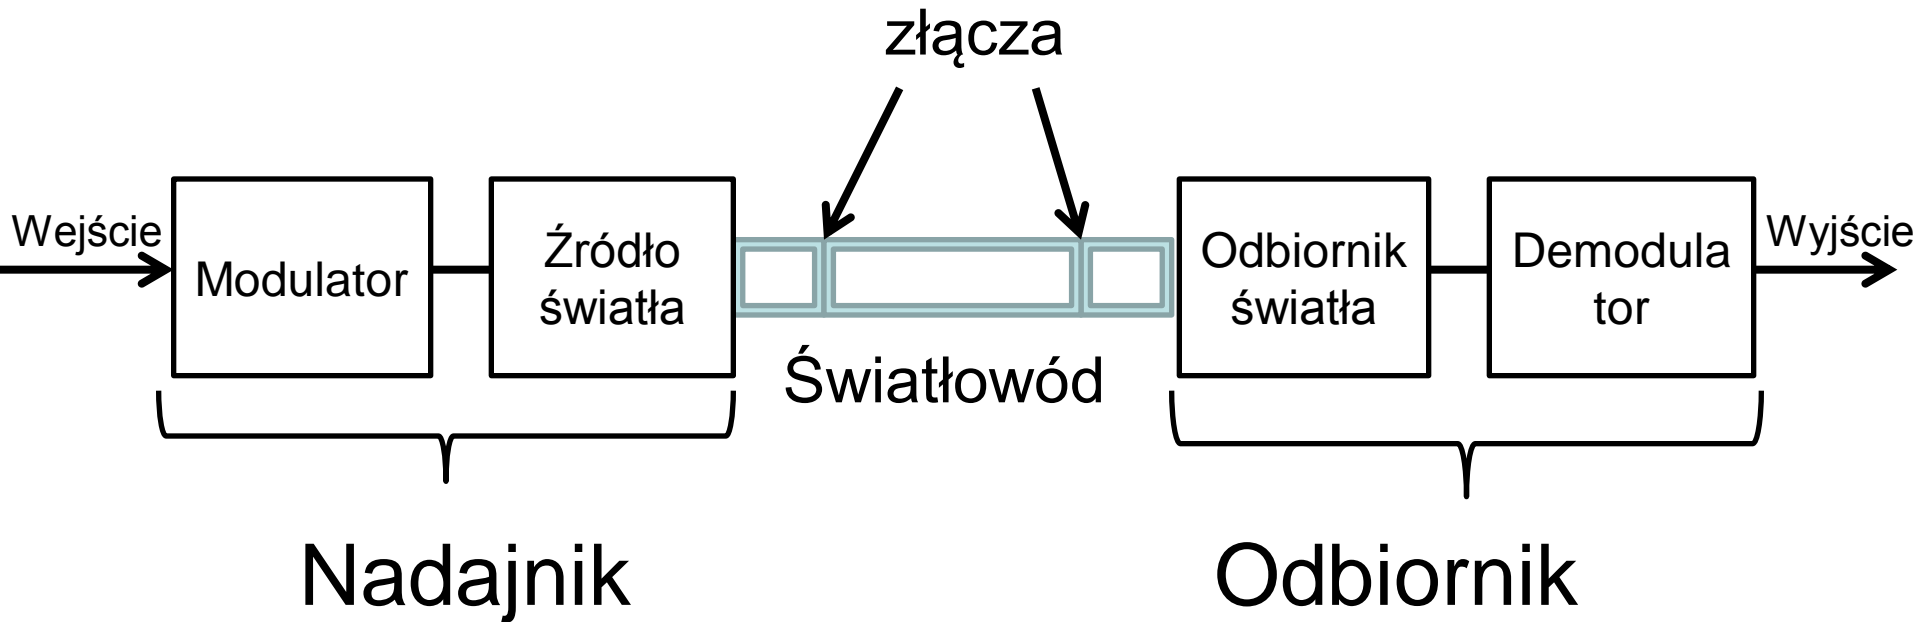 złącza
Wejście
Modulator
Źródło
światła
Światłowód
Odbiornik
światła
Demodula
tor
Wyjście
Nadajnik
Odbiornik